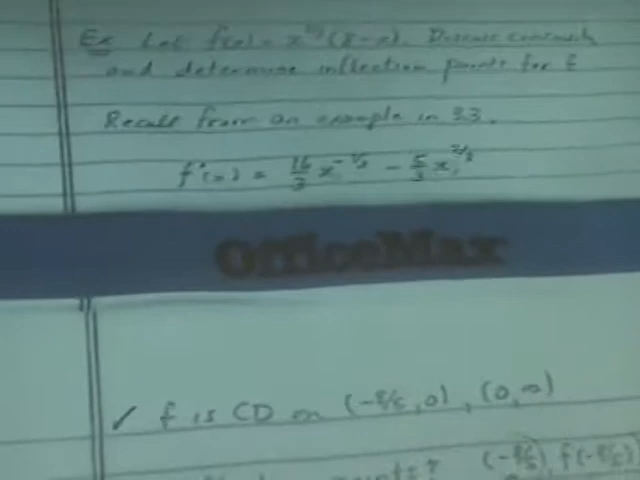 Ex Let f(x) = x^{2/3}(8-x). Discuss concavity
and determine inflection points for f
Recall from an example in 3.3.
f'(x) = 16/3 x^{-1/3} - 5/3 x^{2/3}
OfficeMax
✓ f is CD on (-8/5, 0), (0, ∞)
points? (-8/5, f(-8/5))